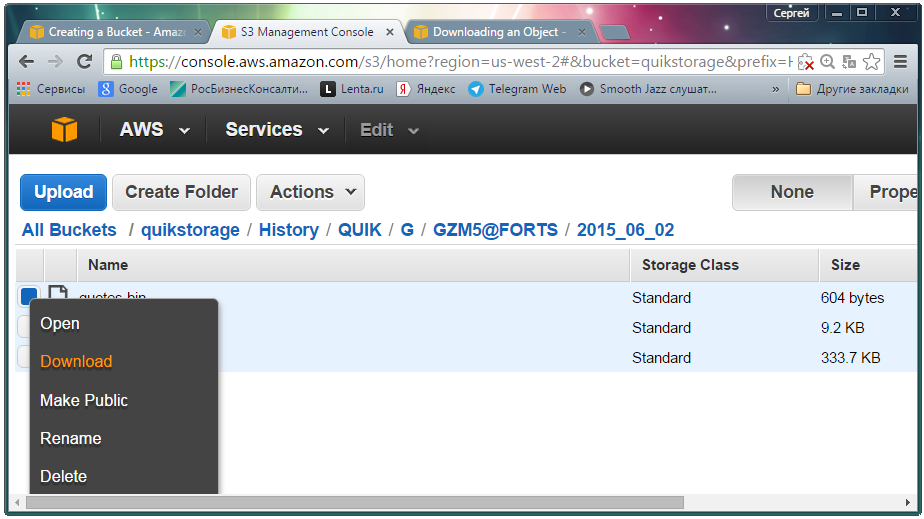 Сергей
Creating a Bucket - Amaz
S3 Management Console
Downloading an Object -
https://console.aws.amazon.com/s3/home?region=us-west-2#&bucket=quikstorage&prefix=H
Сервисы Google РосБизнесКонсалти... Lenta.ru Яндекс Telegram Web Smooth Jazz слушат... » Другие закладки
AWS Services Edit
Upload Create Folder Actions None Prope
All Buckets / quikstorage / History / QUIK / G / GZM5@FORTS / 2015_06_02
Name Storage Class Size
quotes.bin Standard 604 bytes
Standard 9.2 KB
Standard 333.7 KB
Open
Download
Make Public
Rename
Delete